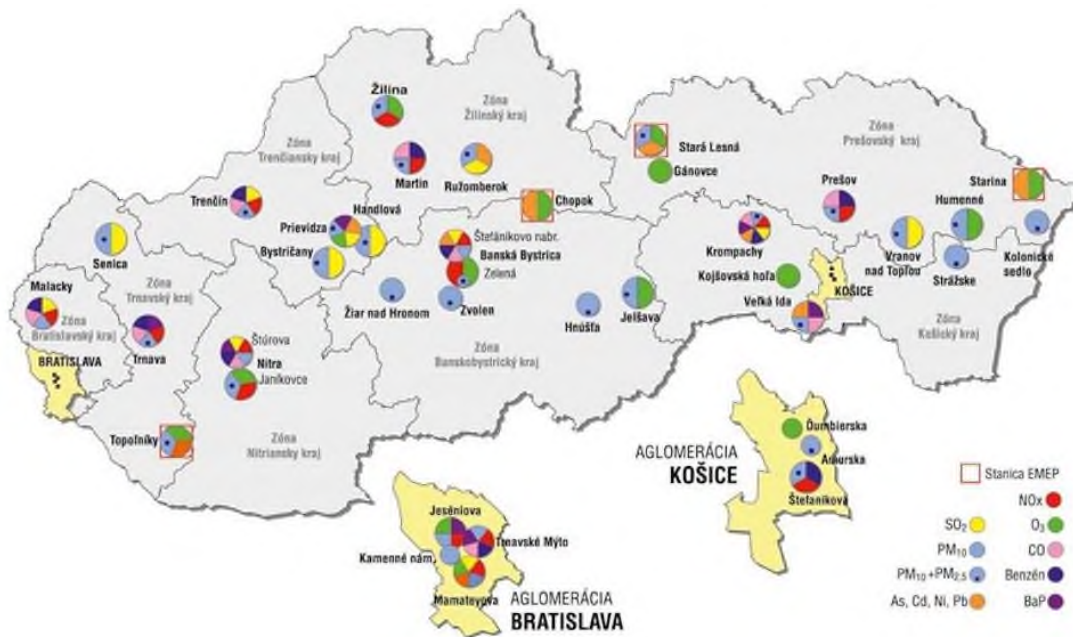 Žilina
Zóna
Žilinský kraj
Zóna
Trenčiansky kraj
Martin
Ružomberok
Stará Lesná
Gánovce
Zóna
Prešovský kraj
Starina
Trenčín
Handlová
Prievidza
Bystričany
Chopok
Prešov
Humenné
Senica
Štefánikovo nabr.
Banská Bystrica
Zelená
Krompachy
Vranov
nad Topľou
Strážske
Kolonické
sedlo
Malacky
Zóna
Trnavský kraj
Zóna
Bratislavský kraj
Žiar nad Hronom
Zvolen
Hnúšťa
Jelšava
Kojšovská hoľa
KOŠICE
Veľká Ida
Zóna
Košický kraj
BRATISLAVA
Trnava
Štúrova
Nitra
Janíkovce
Zóna
Banskobystrický kraj
Topoľníky
Zóna
Nitriansky kraj
AGLOMERÁCIA
KOŠICE
Ďumbierska
Amurska
Štefánikova
Jeséniova
Trnavské Mýto
Kamenné nám.
Mamateyova
AGLOMERÁCIA
BRATISLAVA
Stanica EMEP
NOx
SO₂
O₃
PM₁₀
CO
PM₁₀+PM₂,₅
Benzén
As, Cd, Ni, Pb
BaP